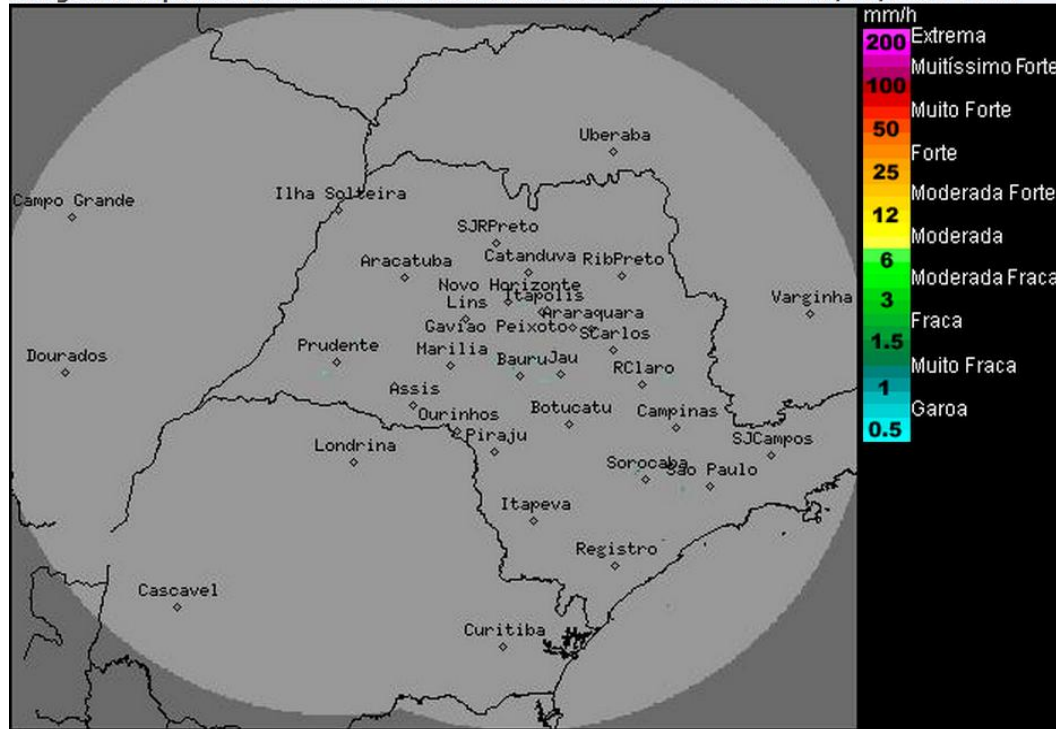 mm/h
200 Extrema
Muitíssimo Forte
100
Muito Forte
50
Forte
25
Moderada Forte
12
Moderada
6
Moderada Fraca
3
Fraca
1.5
Muito Fraca
1
Garoa
0.5
Uberaba
Campo Grande
Ilha Solteira
SJRPreto
Aracatuba
Catanduva
RibPreto
Novo Horizonte
Itapolis
Lins
Araraquara
Varginha
Gaviao Peixoto
SCarlos
Prudente
Marilia
Dourados
Bauru
Jau
RClaro
Assis
Ourinhos
Botucatu
Campinas
Piraju
SJCampos
Londrina
Sorocaba
Sao Paulo
Itapeva
Registro
Cascavel
Curitiba